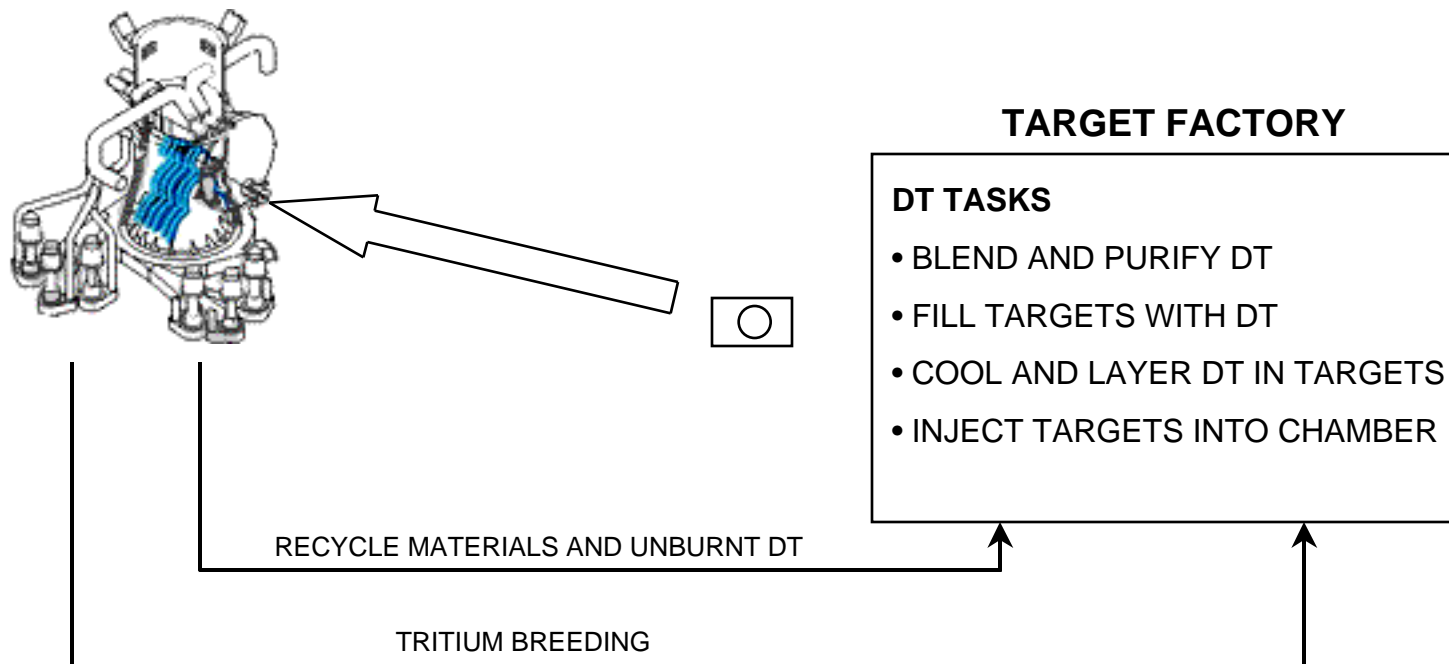 TARGET FACTORY
DT TASKS
• BLEND AND PURIFY DT
• FILL TARGETS WITH DT
• COOL AND LAYER DT IN TARGETS
• INJECT TARGETS INTO CHAMBER
RECYCLE MATERIALS AND UNBURNT DT
TRITIUM BREEDING